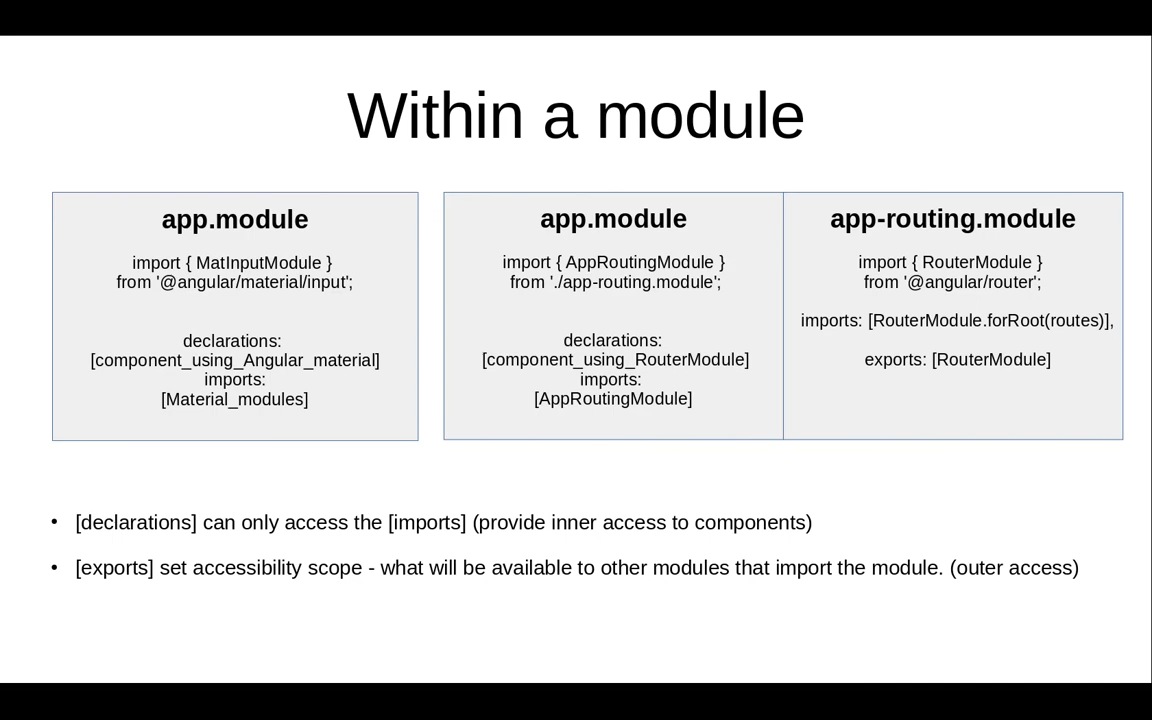 Within a module
app.module
import { MatInputModule }
from '@angular/material/input';
declarations:
[component_using_Angular_material]
imports:
[Material_modules]
app.module
import { AppRoutingModule }
from './app-routing.module';
declarations:
[component_using_RouterModule]
imports:
[AppRoutingModule]
app-routing.module
import { RouterModule }
from '@angular/router';
imports: [RouterModule.forRoot(routes)],
exports: [RouterModule]
• [declarations] can only access the [imports] (provide inner access to components)
• [exports] set accessibility scope - what will be available to other modules that import the module. (outer access)